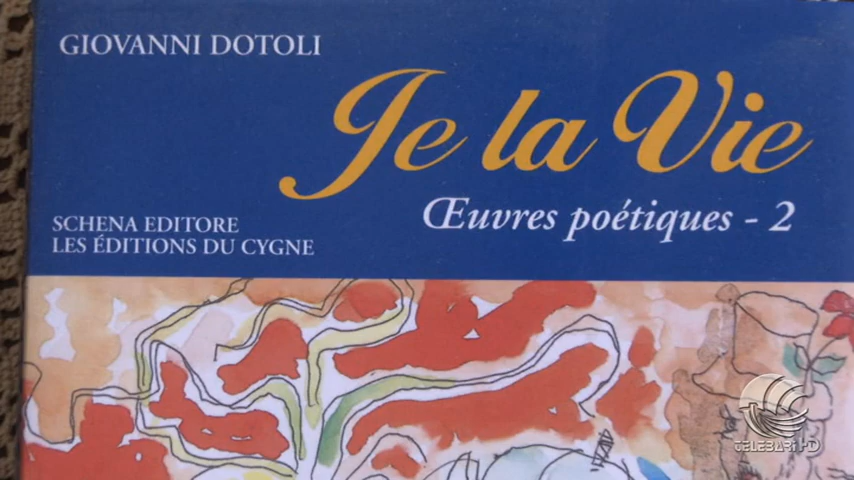 GIOVANNI DOTOLI
Je la Vie
Œuvres poétiques - 2
SCHENA EDITORE
LES ÉDITIONS DU CYGNE
TELEBARI HD